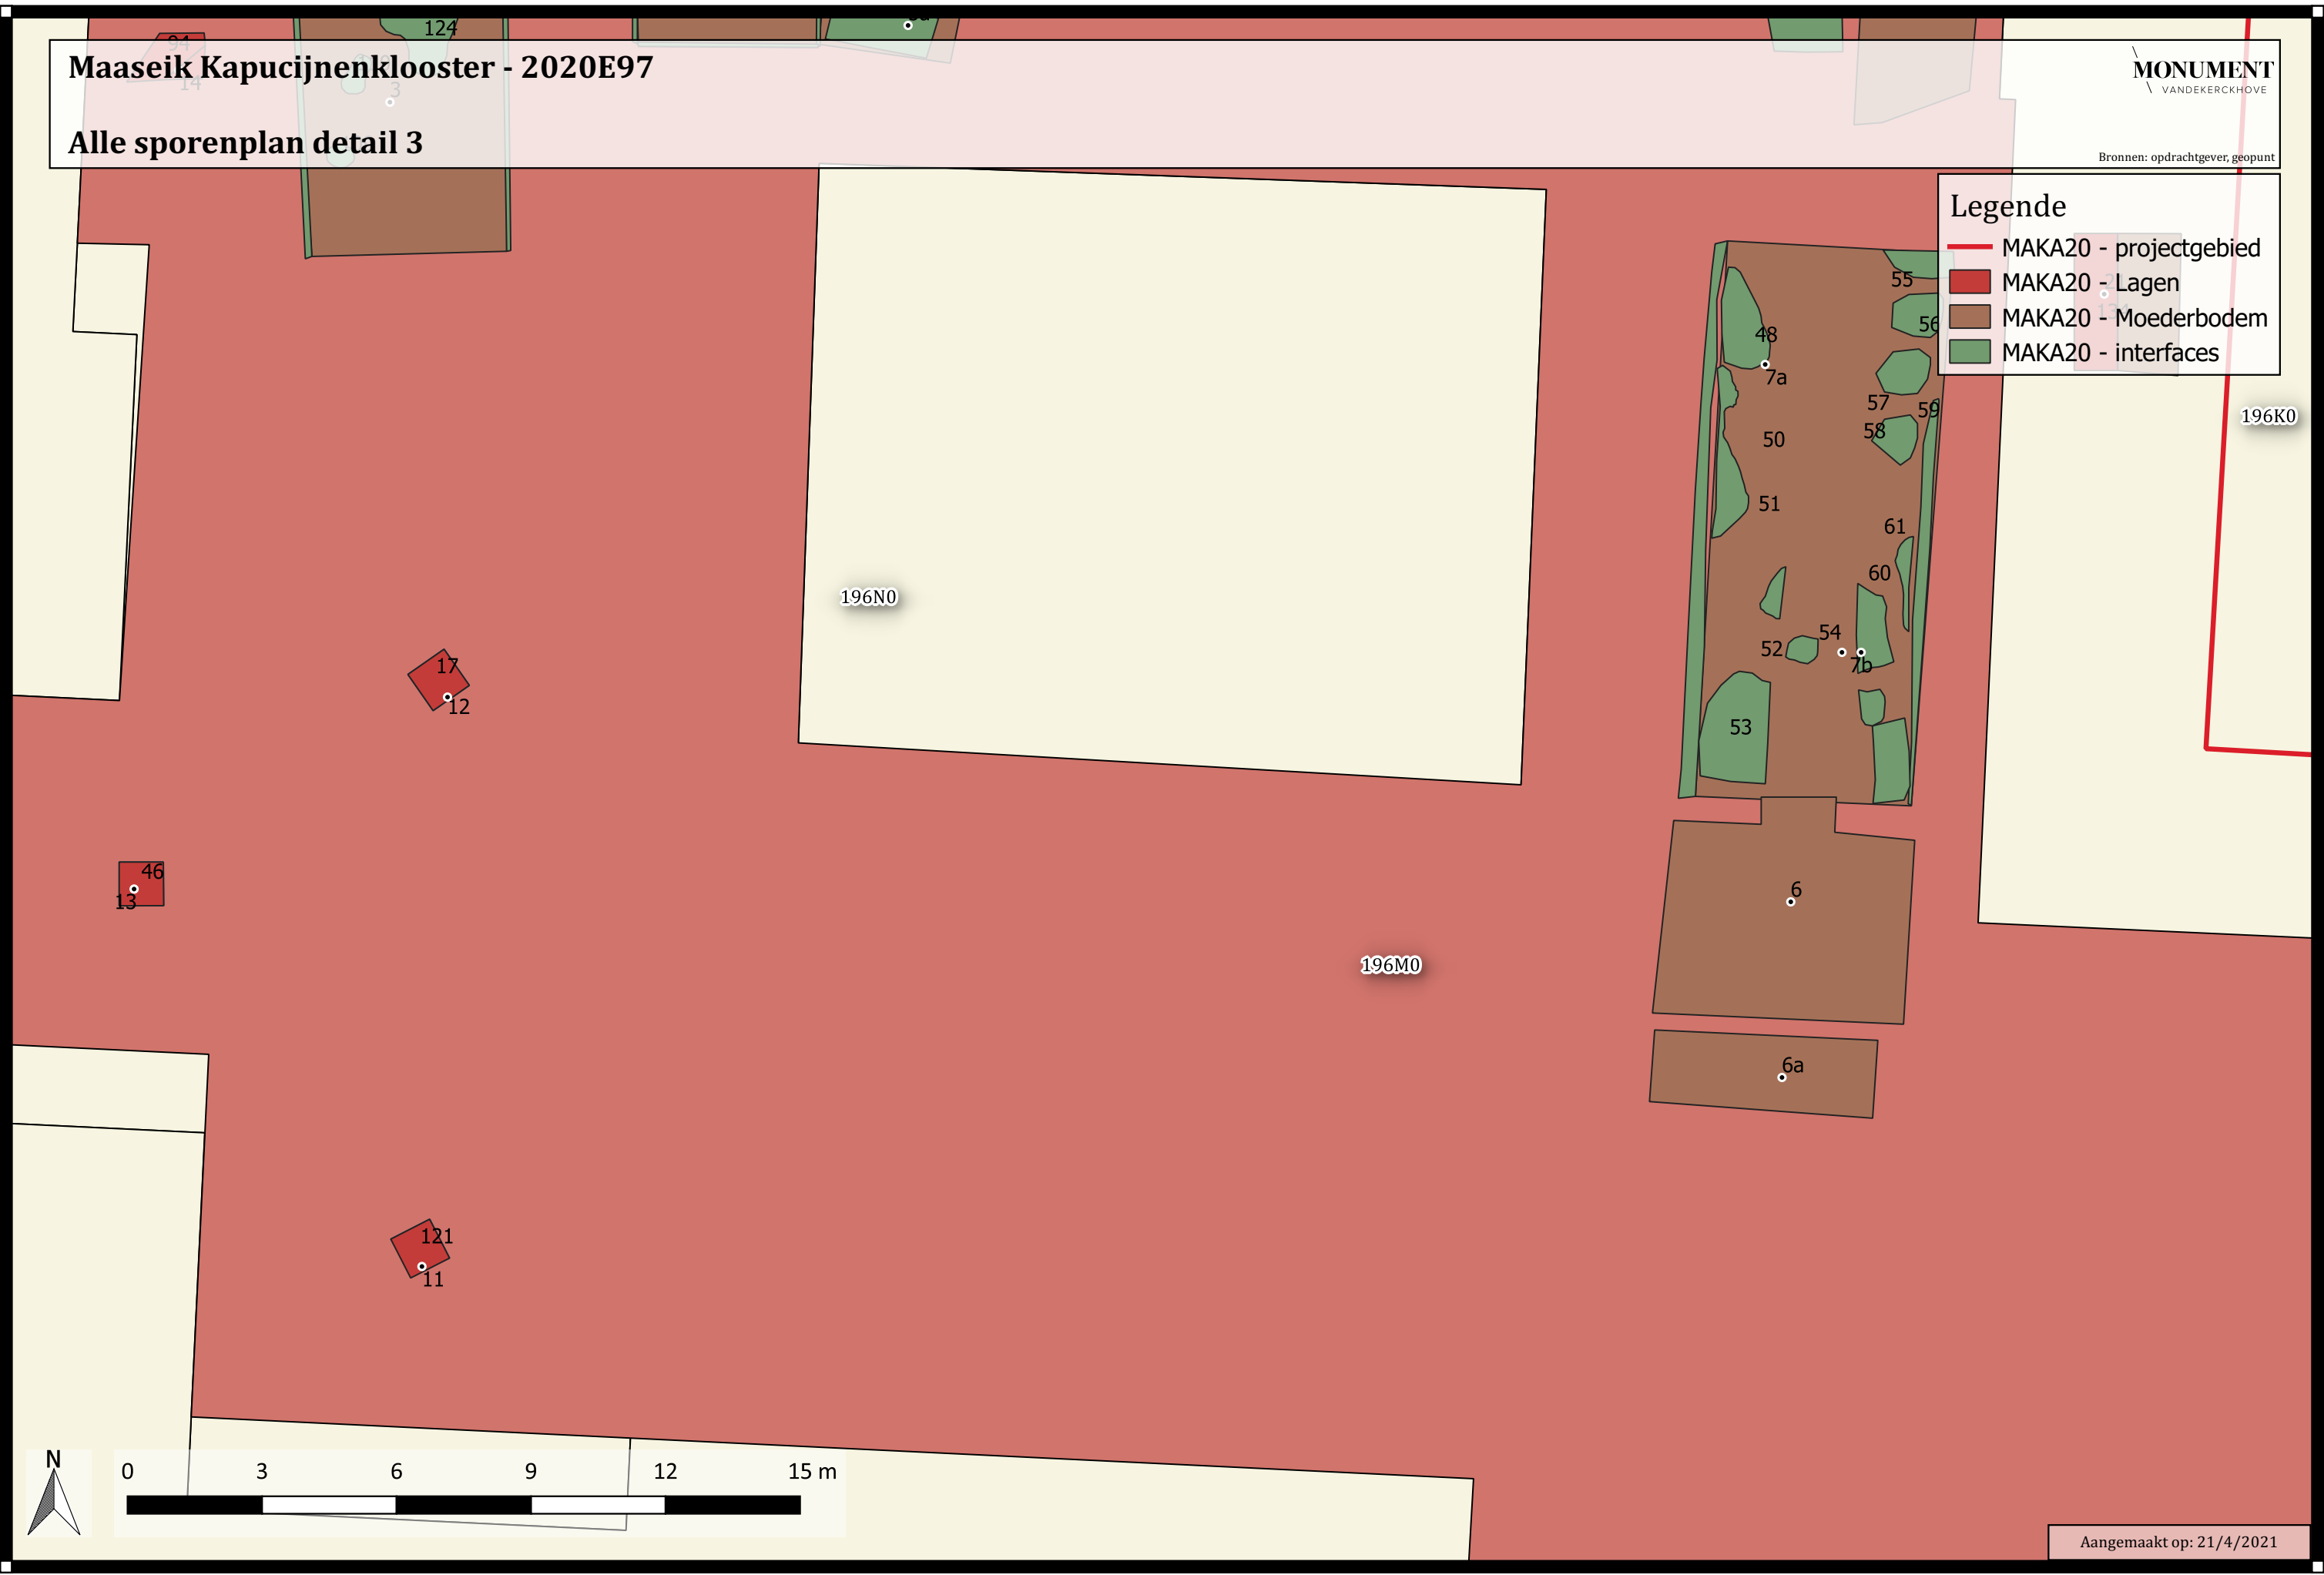 124
94
14
3
Maaseik Kapucijnenklooster - 2020E97
Alle sporenplan detail 3
MONUMENT
VANDEKERCKHOVE
Bronnen: opdrachtgever, geopunt
Legende
MAKA20 - projectgebied
MAKA20 - Lagen
MAKA20 - Moederbodem
MAKA20 - interfaces
55
56
48
7a
57
59
58
50
51
61
60
54
52
7b
53
196K0
196N0
17
12
46
13
6
196M0
6a
121
11
N
0 3 6 9 12 15 m
Aangemaakt op: 21/4/2021